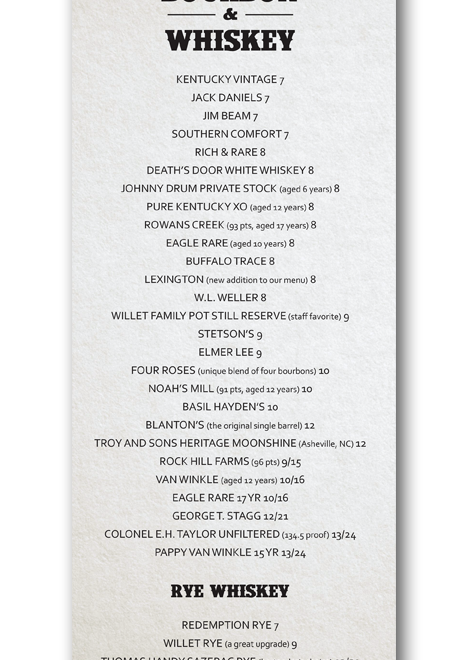 BOURBON
&
WHISKEY
KENTUCKY VINTAGE 7
JACK DANIELS 7
JIM BEAM 7
SOUTHERN COMFORT 7
RICH & RARE 8
DEATH'S DOOR WHITE WHISKEY 8
JOHNNY DRUM PRIVATE STOCK (aged 6 years) 8
PURE KENTUCKY XO (aged 12 years) 8
ROWANS CREEK (93 pts, aged 17 years) 8
EAGLE RARE (aged 10 years) 8
BUFFALO TRACE 8
LEXINGTON (new addition to our menu) 8
W.L. WELLER 8
WILLET FAMILY POT STILL RESERVE (staff favorite) 9
STETSON'S 9
ELMER LEE 9
FOUR ROSES (unique blend of four bourbons) 10
NOAH'S MILL (91 pts, aged 12 years) 10
BASIL HAYDEN'S 10
BLANTON'S (the original single barrel) 12
TROY AND SONS HERITAGE MOONSHINE (Asheville, NC) 12
ROCK HILL FARMS (96 pts) 9/15
VAN WINKLE (aged 12 years) 10/16
EAGLE RARE 17 YR 10/16
GEORGE T. STAGG 12/21
COLONEL E.H. TAYLOR UNFILTERED (134.5 proof) 13/24
PAPPY VAN WINKLE 15 YR 13/24
RYE WHISKEY
REDEMPTION RYE 7
WILLET RYE (a great upgrade) 9
THOMAS HANDY SAZERAC RYE